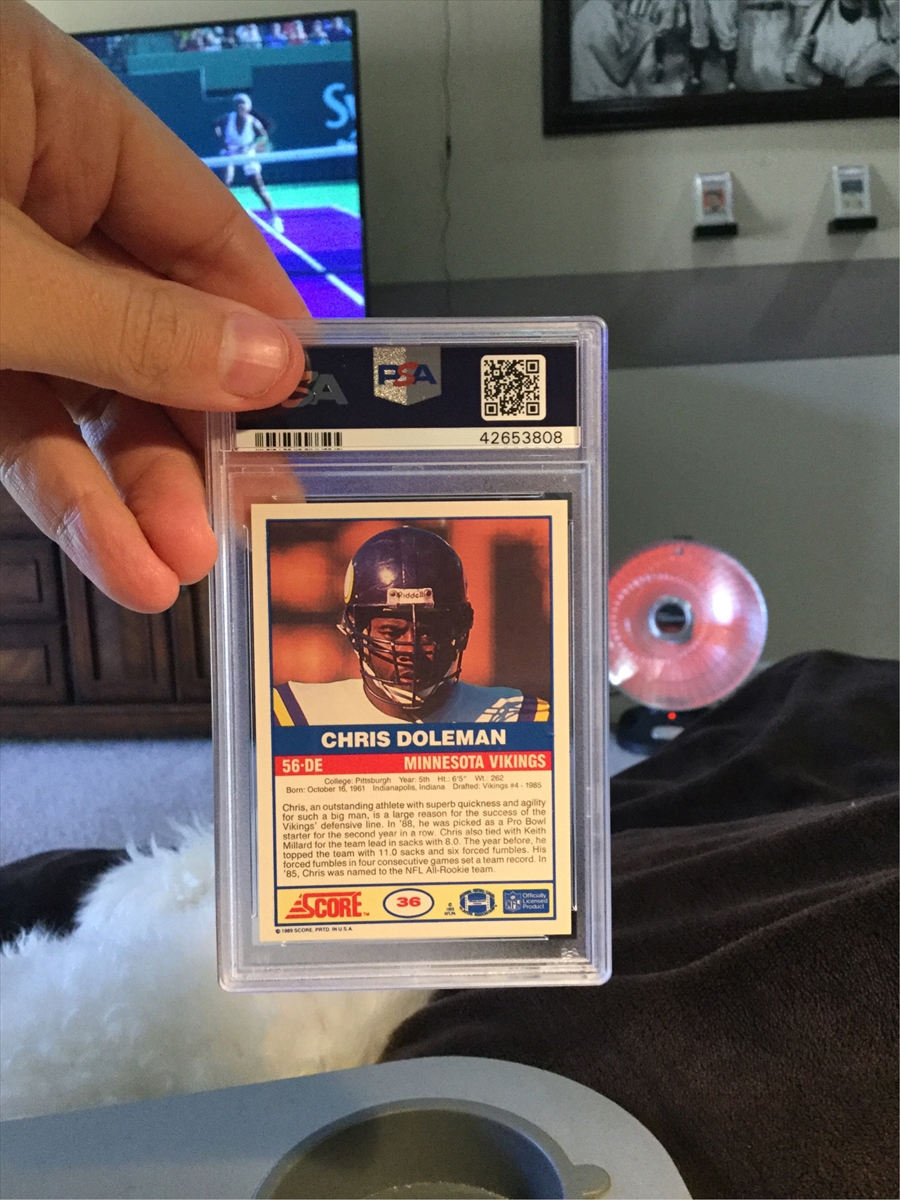 Sy
PSA
PSA
42653808
Riddell
CHRIS DOLEMAN
56•DE MINNESOTA VIKINGS
College: Pittsburgh Year: 5th Ht.: 6'5" Wt.: 262
Born: October 16, 1961 Indianapolis, Indiana Drafted: Vikings #4 - 1985
Chris, an outstanding athlete with superb quickness and agility
for such a big man, is a large reason for the success of the
Vikings' defensive line. In '88, he was picked as a Pro Bowl
starter for the second year in a row. Chris also tied with Keith
Millard for the team lead in sacks with 8.0. The year before, he
topped the team with 11.0 sacks and six forced fumbles. His
forced fumbles in four consecutive games set a team record. In
'85, Chris was named to the NFL All-Rookie team.
SCORE™
36
Officially
Licensed
Product
© 1989 SCORE. PRTD. IN U.S.A.